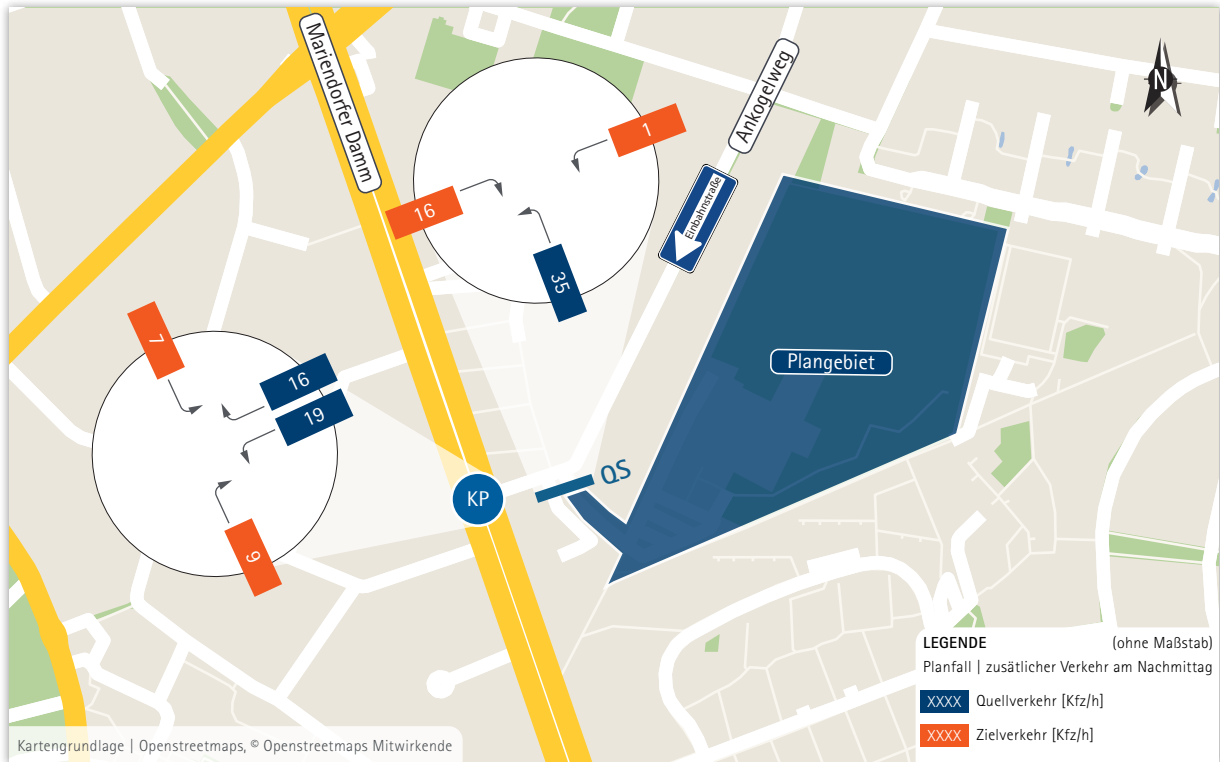 Mariendorfer Damm
Ankogelweg
N
1
Einbahnstraße
16
35
7
16
19
Plangebiet
QS
KP
9
LEGENDE (ohne Maßstab)
Planfall | zusätlicher Verkehr am Nachmittag
XXXX Quellverkehr [Kfz/h]
XXXX Zielverkehr [Kfz/h]
Kartengrundlage | Openstreetmaps, © Openstreetmaps Mitwirkende